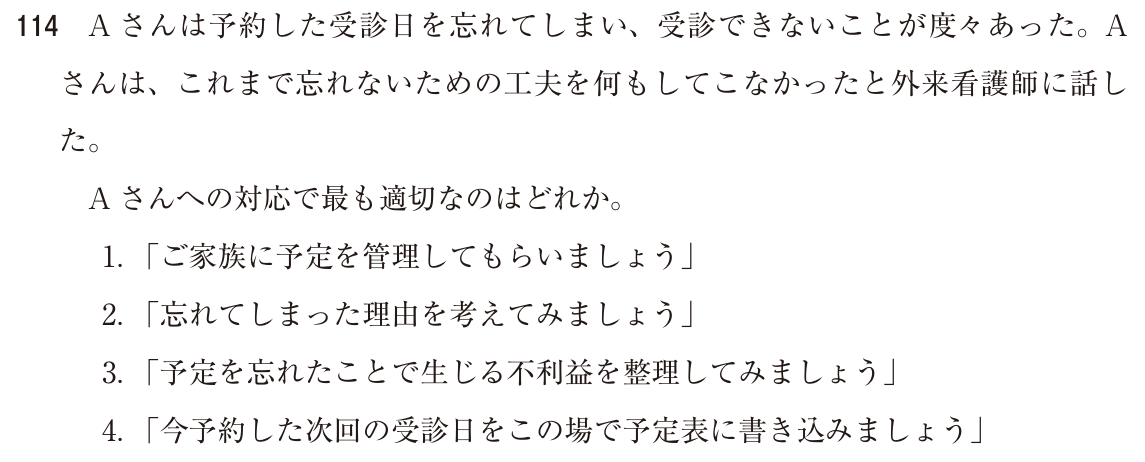 114 Aさんは予約した受診日を忘れてしまい、受診できないことが度々あった。A
さんは、これまで忘れないための工夫を何もしてこなかったと外来看護師に話し
た。
Aさんへの対応で最も適切なのはどれか。
1. 「ご家族に予定を管理してもらいましょう」
2. 「忘れてしまった理由を考えてみましょう」
3. 「予定を忘れたことで生じる不利益を整理してみましょう」
4. 「今予約した次回の受診日をこの場で予定表に書き込みましょう」